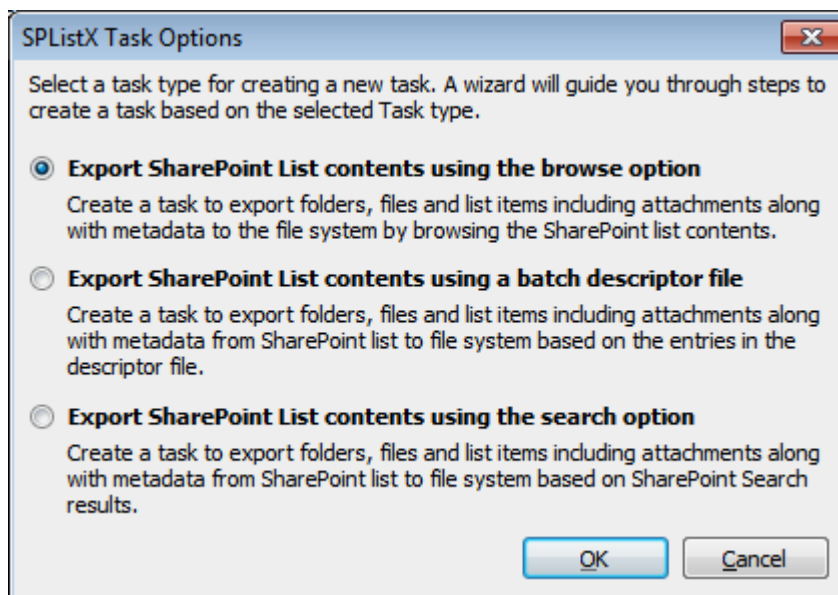 SPListX Task Options
Select a task type for creating a new task. A wizard will guide you through steps to
create a task based on the selected Task type.
Export SharePoint List contents using the browse option
Create a task to export folders, files and list items including attachments along
with metadata to the file system by browsing the SharePoint list contents.
Export SharePoint List contents using a batch descriptor file
Create a task to export folders, files and list items including attachments along
with metadata from SharePoint list to file system based on the entries in the
descriptor file.
Export SharePoint List contents using the search option
Create a task to export folders, files and list items including attachments along
with metadata from SharePoint list to file system based on SharePoint Search
results.
OK Cancel